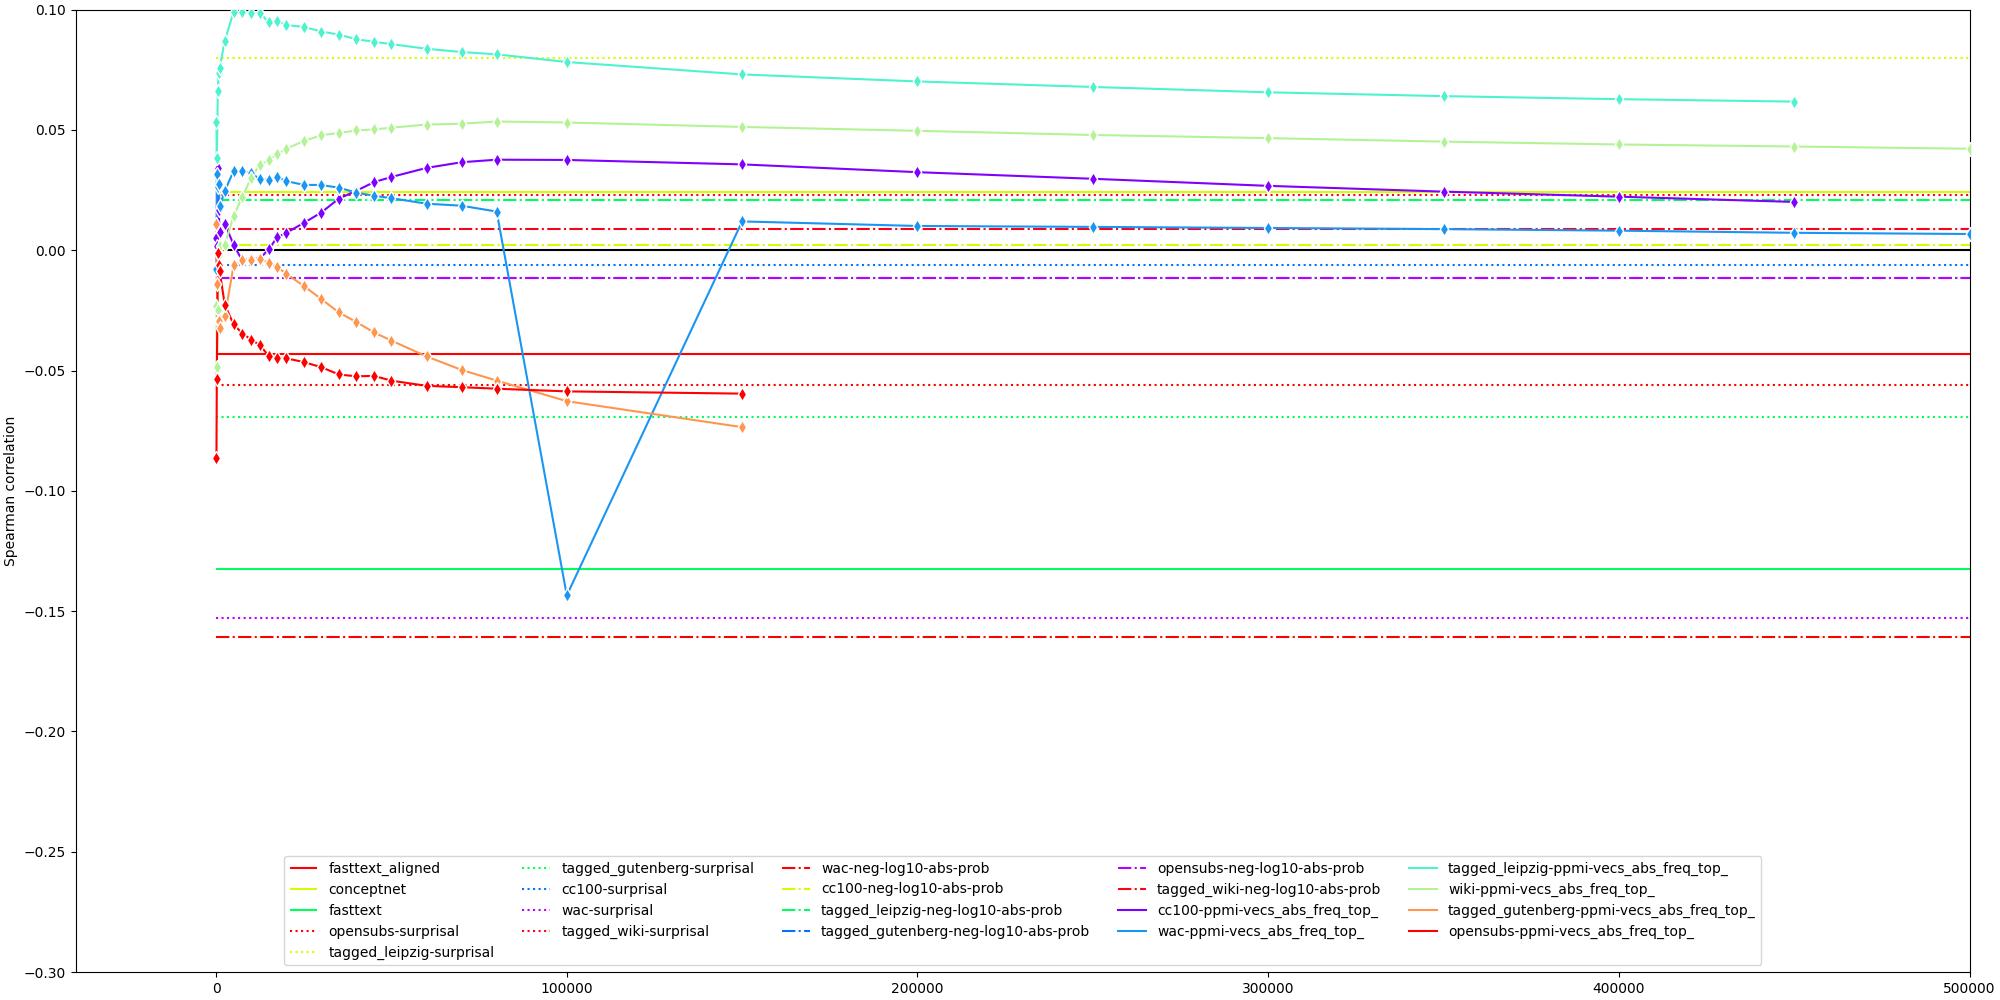 0.10
0.05
0.00
−0.05
−0.10
−0.15
−0.20
−0.25
−0.30
Spearman correlation
fasttext_aligned
conceptnet
fasttext
opensubs-surprisal
tagged_leipzig-surprisal
tagged_gutenberg-surprisal
cc100-surprisal
wac-surprisal
tagged_wiki-surprisal
wac-neg-log10-abs-prob
cc100-neg-log10-abs-prob
tagged_leipzig-neg-log10-abs-prob
tagged_gutenberg-neg-log10-abs-prob
opensubs-neg-log10-abs-prob
tagged_wiki-neg-log10-abs-prob
cc100-ppmi-vecs_abs_freq_top_
wac-ppmi-vecs_abs_freq_top_
tagged_leipzig-ppmi-vecs_abs_freq_top_
wiki-ppmi-vecs_abs_freq_top_
tagged_gutenberg-ppmi-vecs_abs_freq_top_
opensubs-ppmi-vecs_abs_freq_top_
0
100000
200000
300000
400000
500000